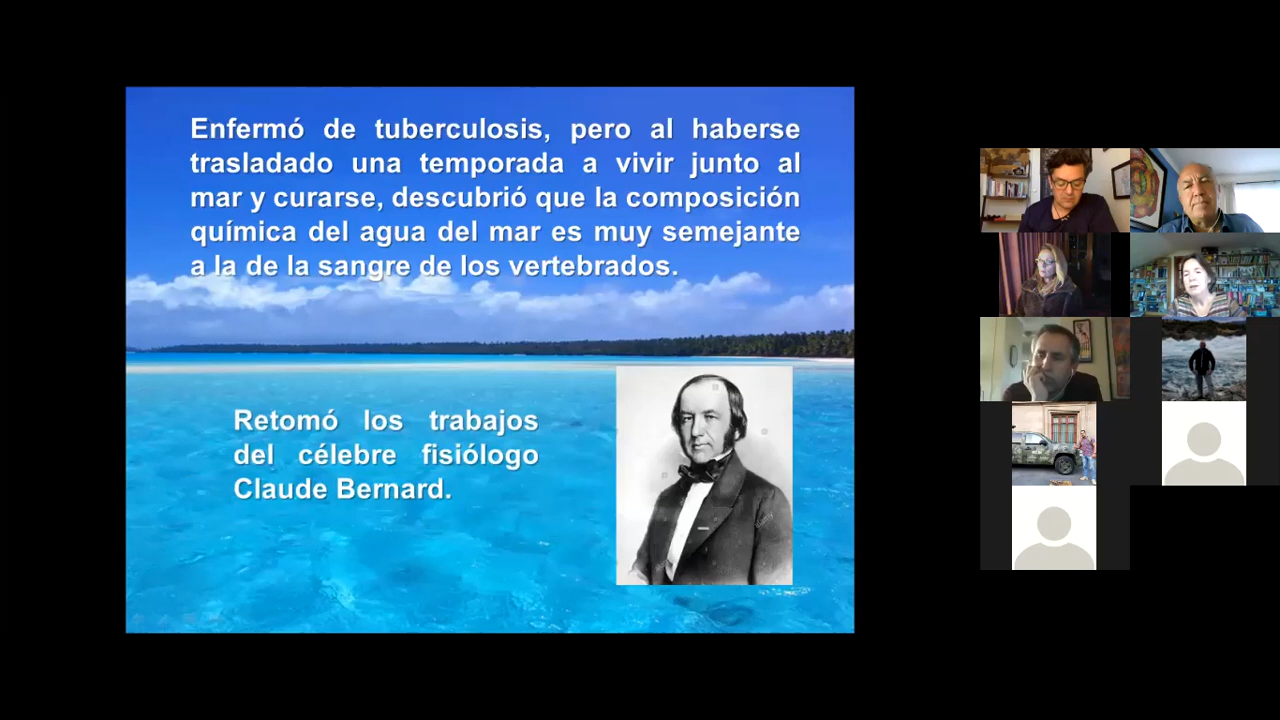 Enfermó de tuberculosis, pero al haberse
trasladado una temporada a vivir junto al
mar y curarse, descubrió que la composición
química del agua del mar es muy semejante
a la de la sangre de los vertebrados.
Retomó los trabajos
del célebre fisiólogo
Claude Bernard.